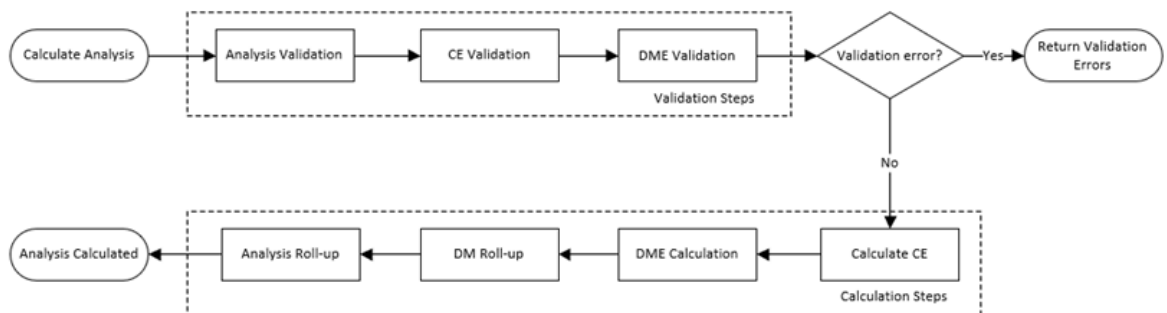 Calculate Analysis
Analysis Validation
CE Validation
DME Validation
Validation Steps
Validation error?
Yes
Return Validation
Errors
No
Analysis Calculated
Analysis Roll-up
DM Roll-up
DME Calculation
Calculate CE
Calculation Steps